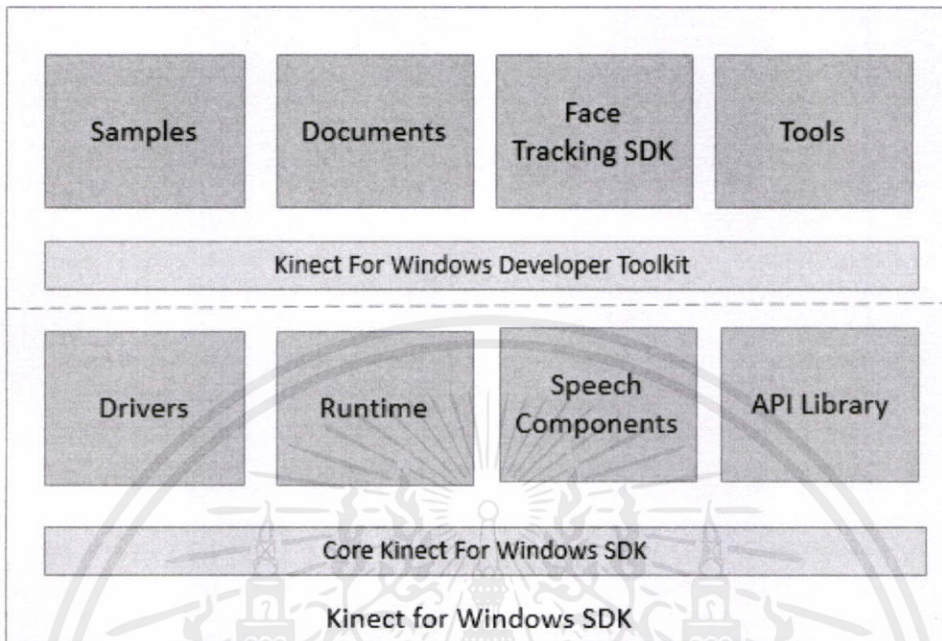 Samples
Documents
Face
Tracking SDK
Tools
Kinect For Windows Developer Toolkit
Drivers
Runtime
Speech
Components
API Library
Core Kinect For Windows SDK
Kinect for Windows SDK